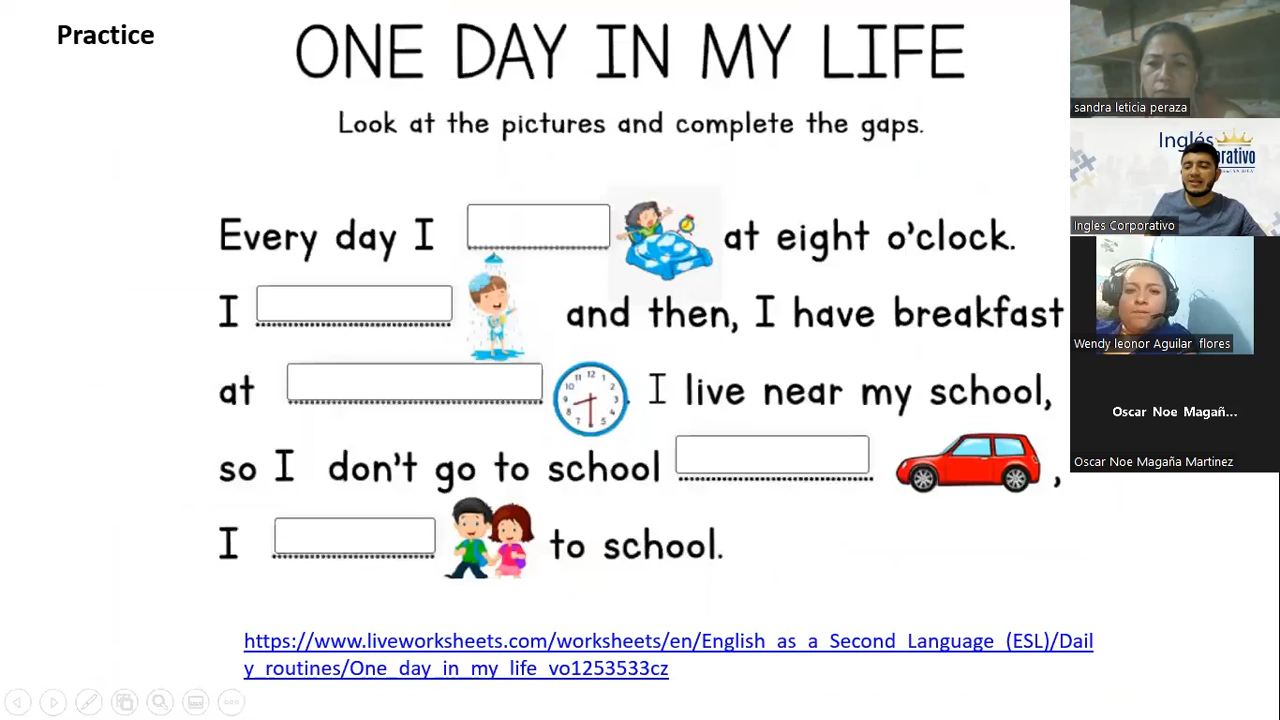 Practice
ONE DAY IN MY LIFE
Look at the pictures and complete the gaps.
Every day I at eight o'clock.
I and then, I have breakfast
at I live near my school,
so I don't go to school ,
I to school.
https://www.liveworksheets.com/worksheets/en/English_as_a_Second_Language_(ESL)/Dail
y_routines/One_day_in_my_life_vo1253533cz
sandra leticia peraza
Inglés
orativo
Ingles Corporativo
Wendy leonor Aguilar flores
Oscar Noe Magañ...
Oscar Noe Magaña Martinez